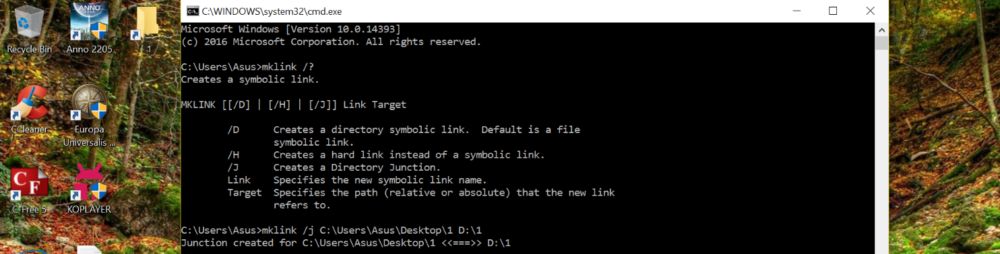 Recycle Bin
ANNO
Anno 2205
1
CCleaner
Europa
Universalis ...
CF
C-Free 5
KOPLAYER
C:\WINDOWS\system32\cmd.exe
Microsoft Windows [Version 10.0.14393]
(c) 2016 Microsoft Corporation. All rights reserved.
C:\Users\Asus>mklink /?
Creates a symbolic link.
MKLINK [[/D] | [/H] | [/J]] Link Target
/D      Creates a directory symbolic link.  Default is a file
symbolic link.
/H      Creates a hard link instead of a symbolic link.
/J      Creates a Directory Junction.
Link    Specifies the new symbolic link name.
Target  Specifies the path (relative or absolute) that the new link
refers to.
C:\Users\Asus>mklink /j C:\Users\Asus\Desktop\1 D:\1
Junction created for C:\Users\Asus\Desktop\1 <<===>> D:\1